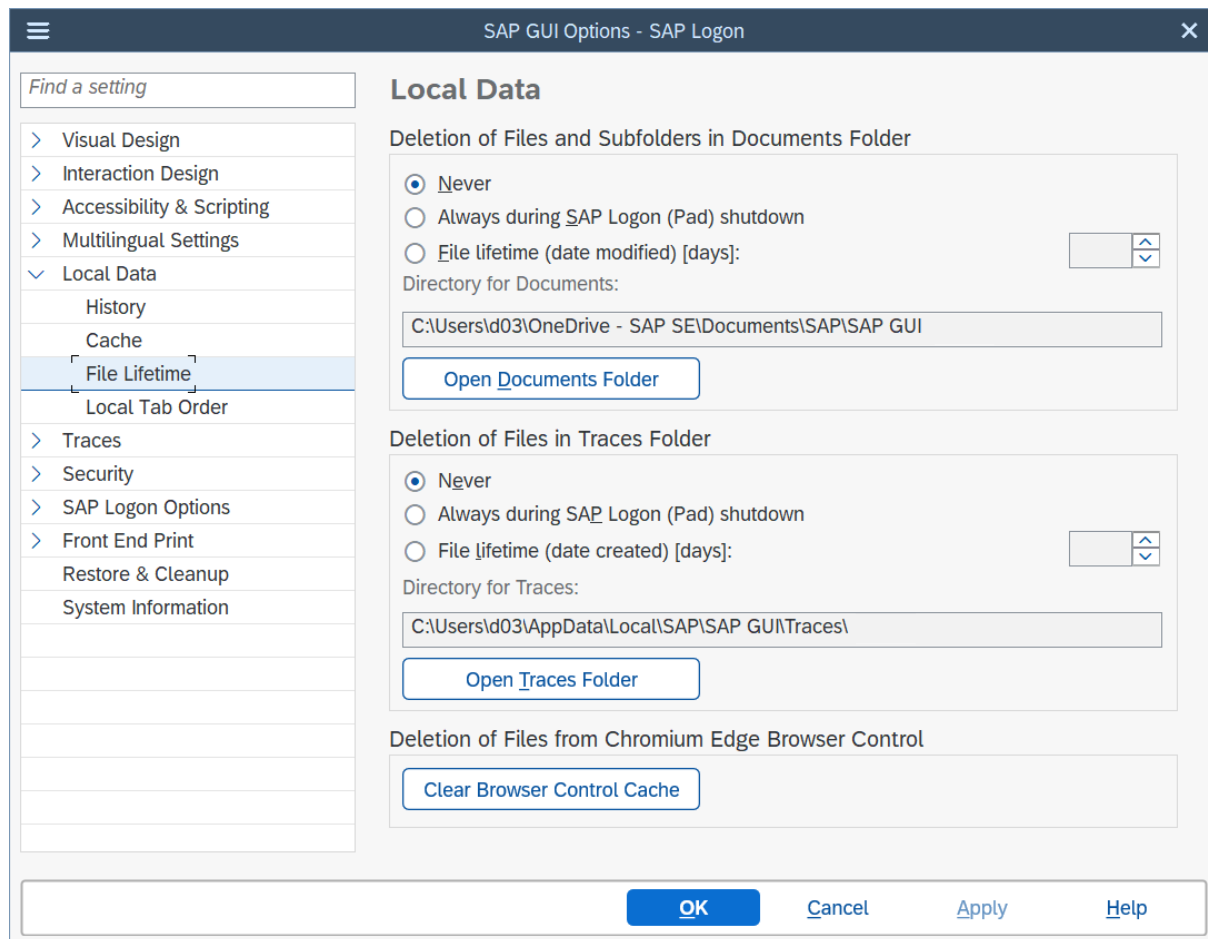 SAP GUI Options - SAP Logon
Find a setting
Visual Design
Interaction Design
Accessibility & Scripting
Multilingual Settings
Local Data
History
Cache
File Lifetime
Local Tab Order
Traces
Security
SAP Logon Options
Front End Print
Restore & Cleanup
System Information
Local Data
Deletion of Files and Subfolders in Documents Folder
Never
Always during SAP Logon (Pad) shutdown
File lifetime (date modified) [days]:
Directory for Documents:
C:\Users\d03\OneDrive - SAP SE\Documents\SAP\SAP GUI
Open Documents Folder
Deletion of Files in Traces Folder
Never
Always during SAP Logon (Pad) shutdown
File lifetime (date created) [days]:
Directory for Traces:
C:\Users\d03\AppData\Local\SAP\SAP GUI\Traces\
Open Traces Folder
Deletion of Files from Chromium Edge Browser Control
Clear Browser Control Cache
OK Cancel Apply Help